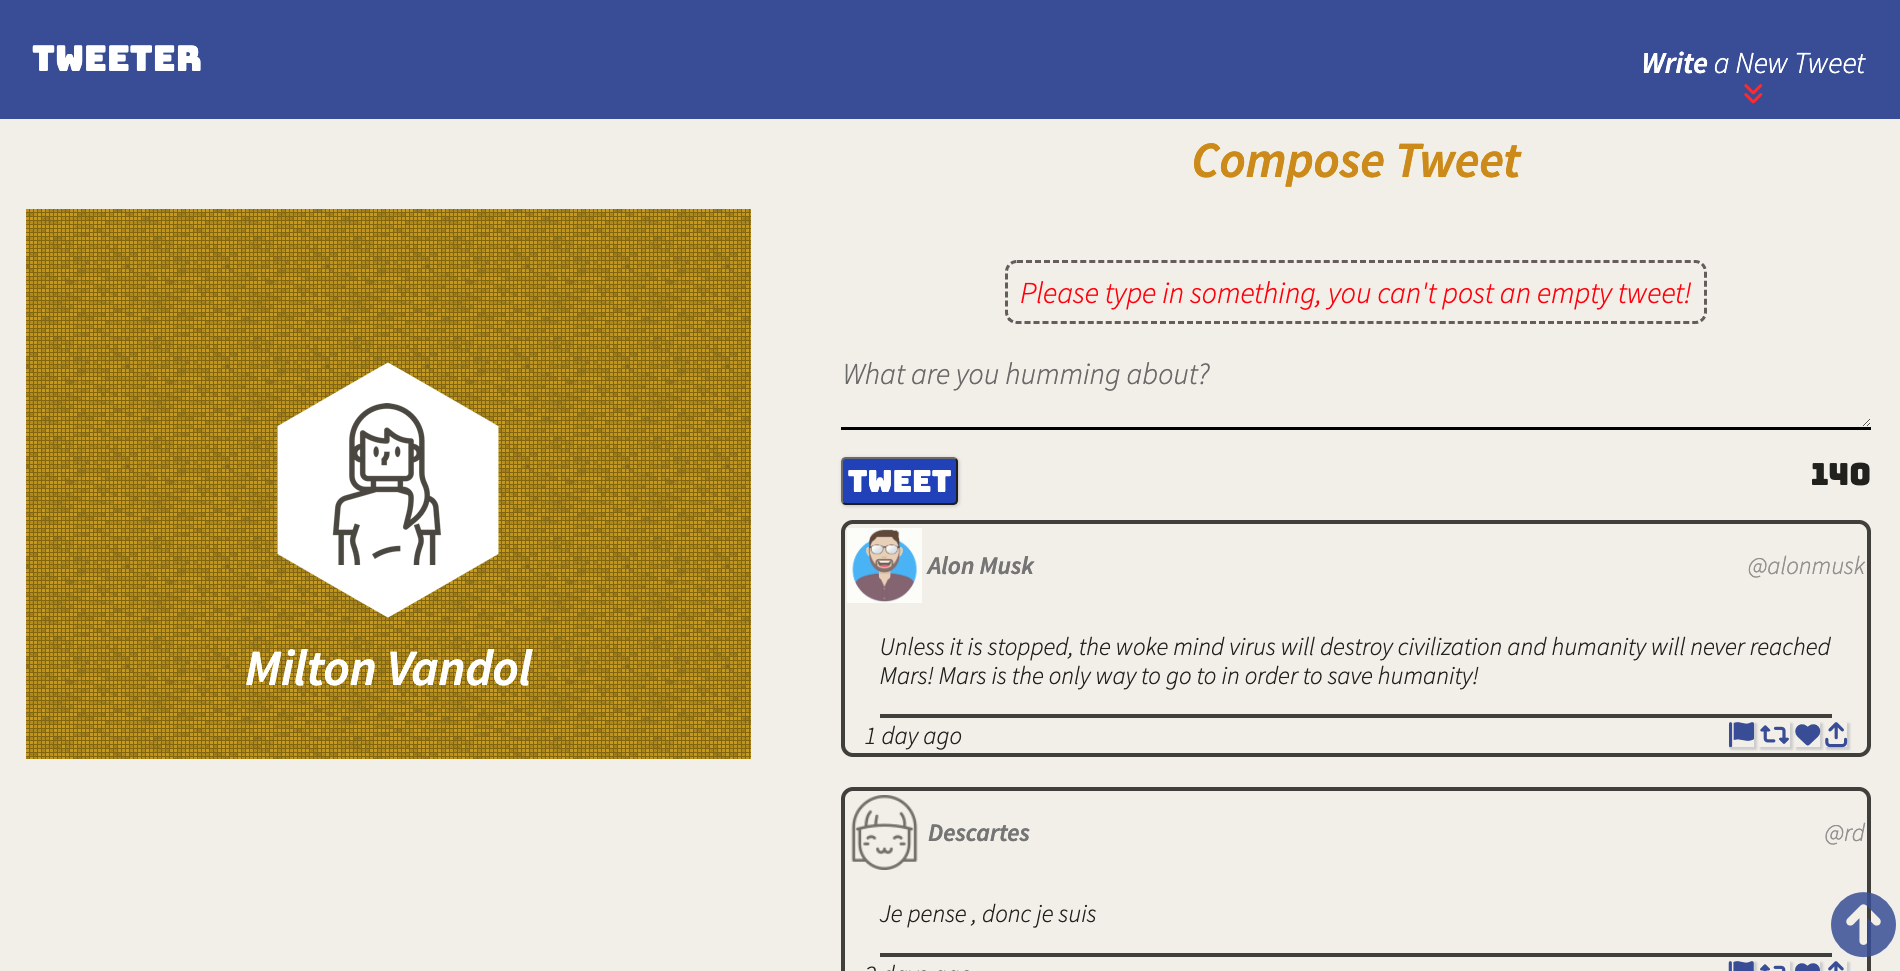 TWEETER
Write a New Tweet
Compose Tweet
Please type in something, you can't post an empty tweet!
What are you humming about?
TWEET
140
Milton Vandol
Alon Musk
@alonmusk
Unless it is stopped, the woke mind virus will destroy civilization and humanity will never reached
Mars! Mars is the only way to go to in order to save humanity!
1 day ago
Descartes
@rd
Je pense , donc je suis